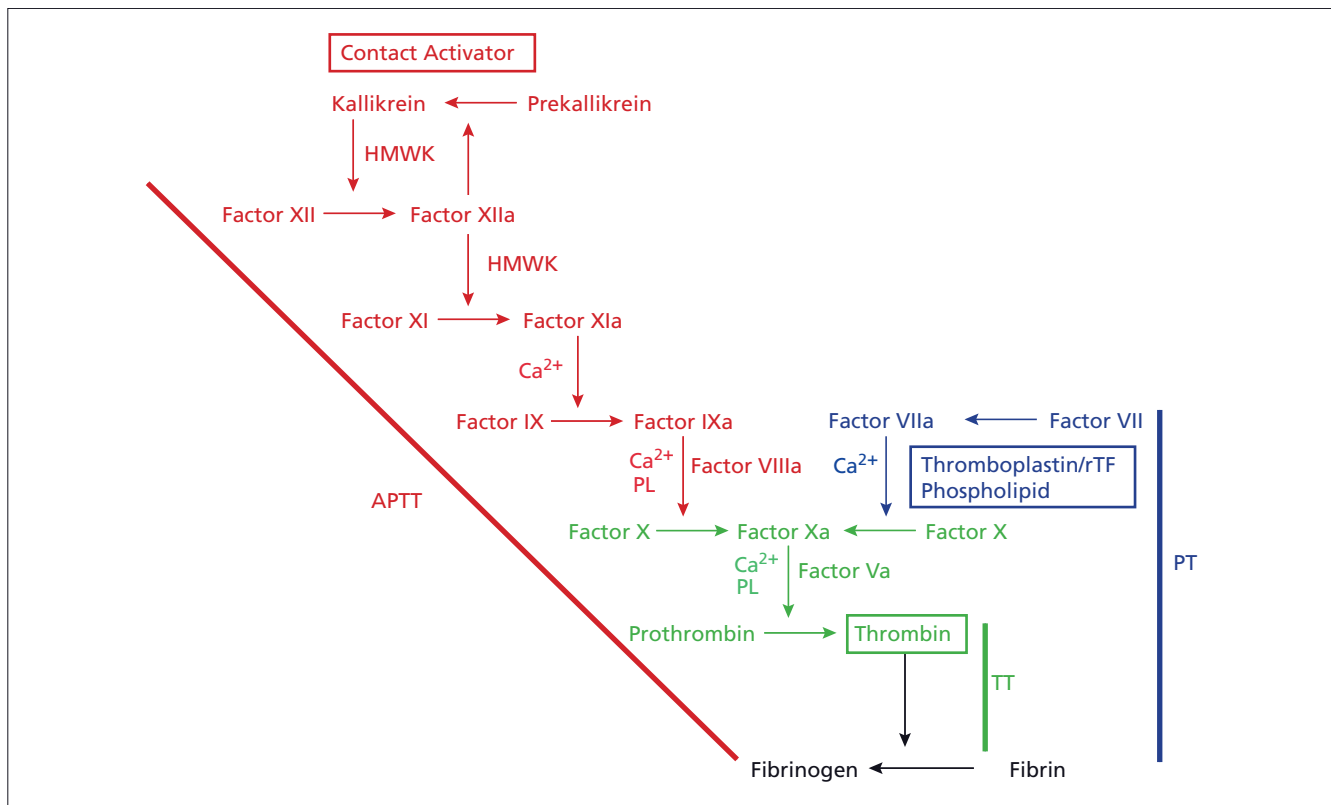 Contact Activator
Kallikrein
Prekallikrein
HMWK
Factor XII
Factor XIIa
HMWK
Factor XI
Factor XIa
Ca²⁺
Factor IX
Factor IXa
Factor VIIa
Factor VII
Ca²⁺
PL
Factor VIIIa
Ca²⁺
Thromboplastin/rTF
Phospholipid
APTT
Factor X
Factor Xa
Factor X
PT
Ca²⁺
PL
Factor Va
Prothrombin
Thrombin
TT
Fibrinogen
Fibrin